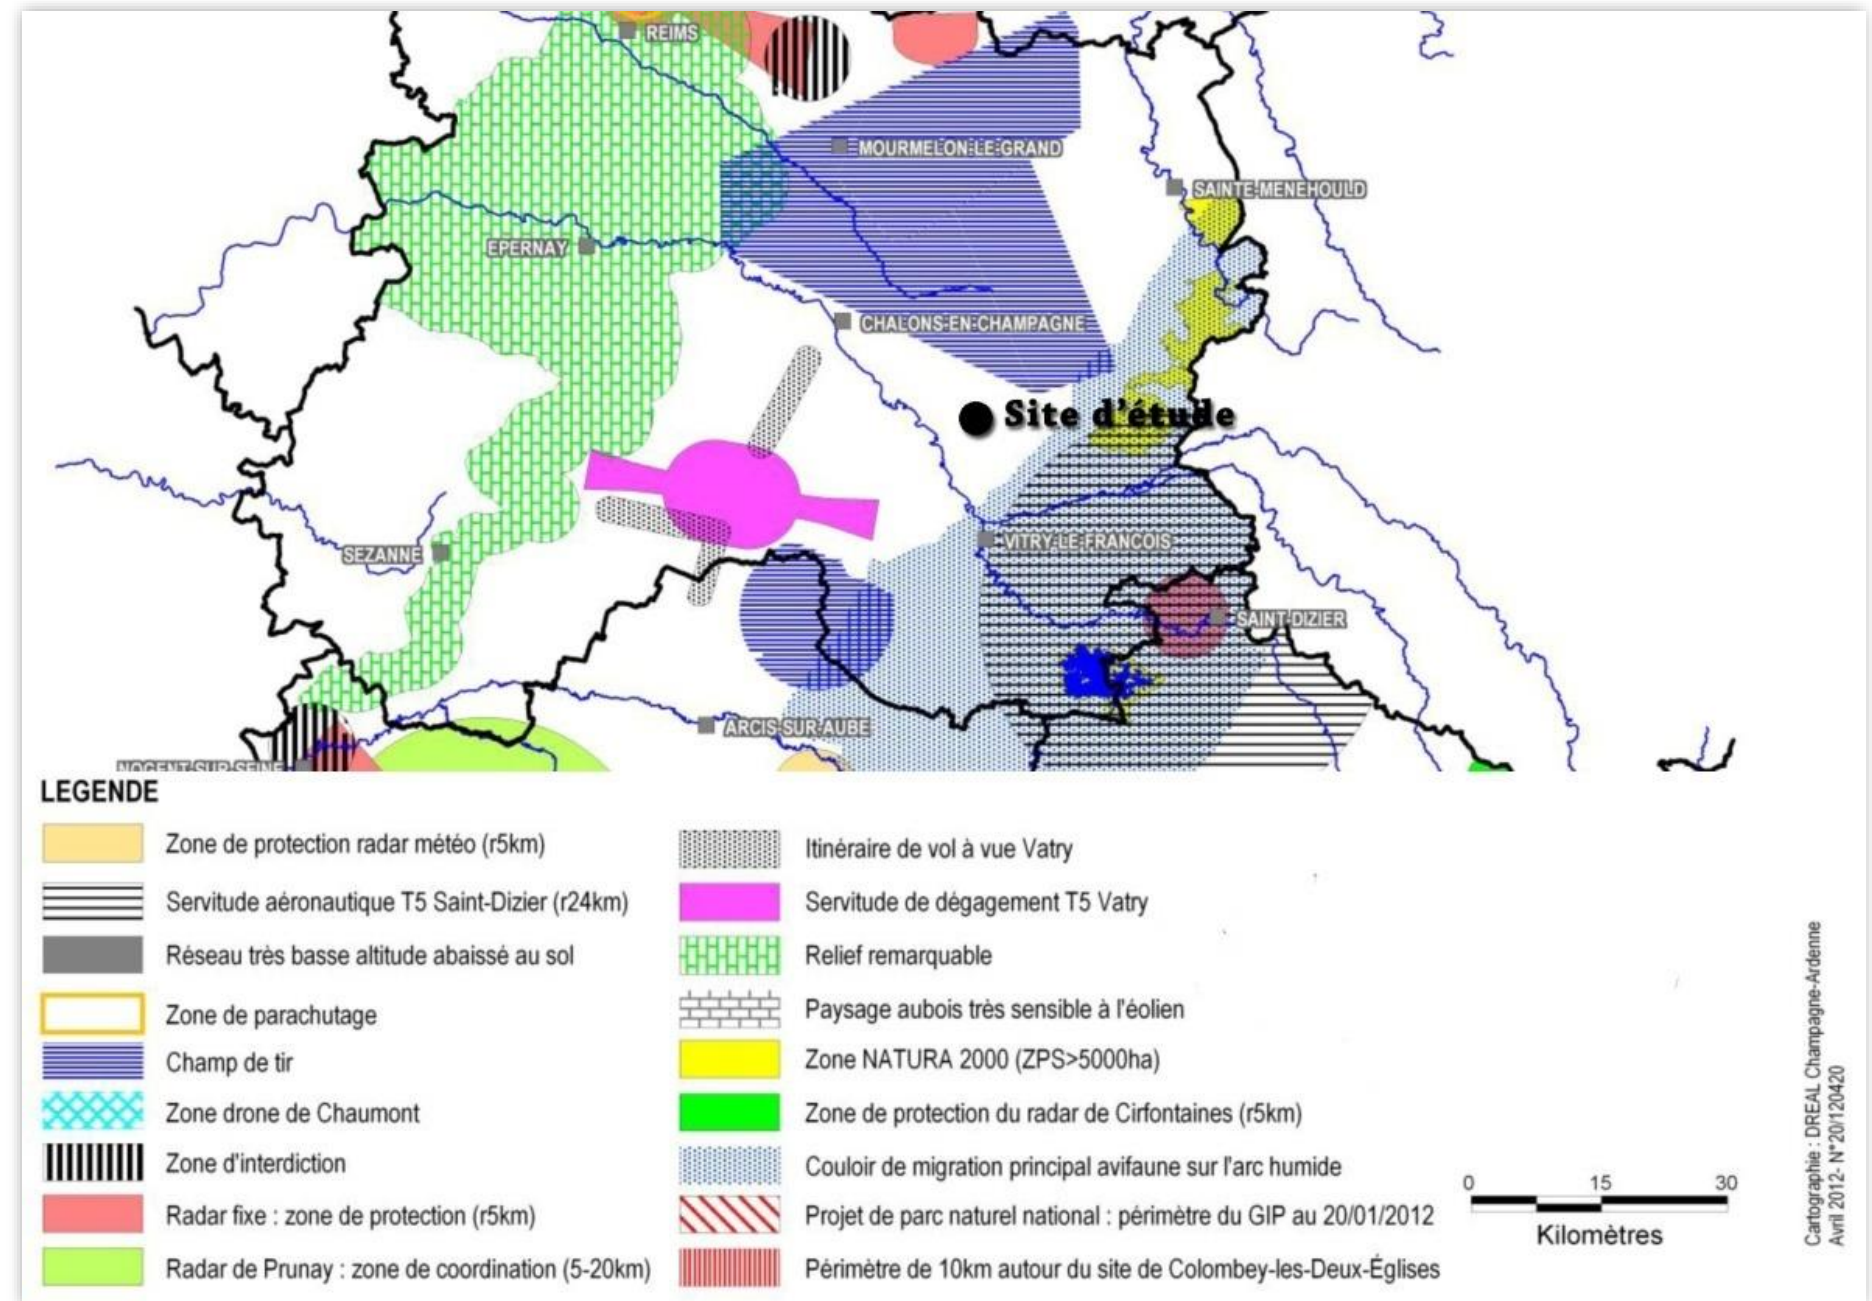 REIMS
MOURMELON-LE-GRAND
SAINTE-MENEHOULD
EPERNAY
CHALONS-EN-CHAMPAGNE
Site d'étude
SEZANNE
VITRY-LE-FRANCOIS
SAINT-DIZIER
ARCIS-SUR-AUBE
NOGENT-SUR-SEINE
LEGENDE
Zone de protection radar météo (r5km)
Servitude aéronautique T5 Saint-Dizier (r24km)
Réseau très basse altitude abaissé au sol
Zone de parachutage
Champ de tir
Zone drone de Chaumont
Zone d'interdiction
Radar fixe : zone de protection (r5km)
Radar de Prunay : zone de coordination (5-20km)
Itinéraire de vol à vue Vatry
Servitude de dégagement T5 Vatry
Relief remarquable
Paysage aubois très sensible à l'éolien
Zone NATURA 2000 (ZPS>5000ha)
Zone de protection du radar de Cirfontaines (r5km)
Couloir de migration principal avifaune sur l'arc humide
Projet de parc naturel national : périmètre du GIP au 20/01/2012
Périmètre de 10km autour du site de Colombey-les-Deux-Églises
0 15 30
Kilomètres
Cartographie : DREAL Champagne-Ardenne
Avril 2012- N°20/120420